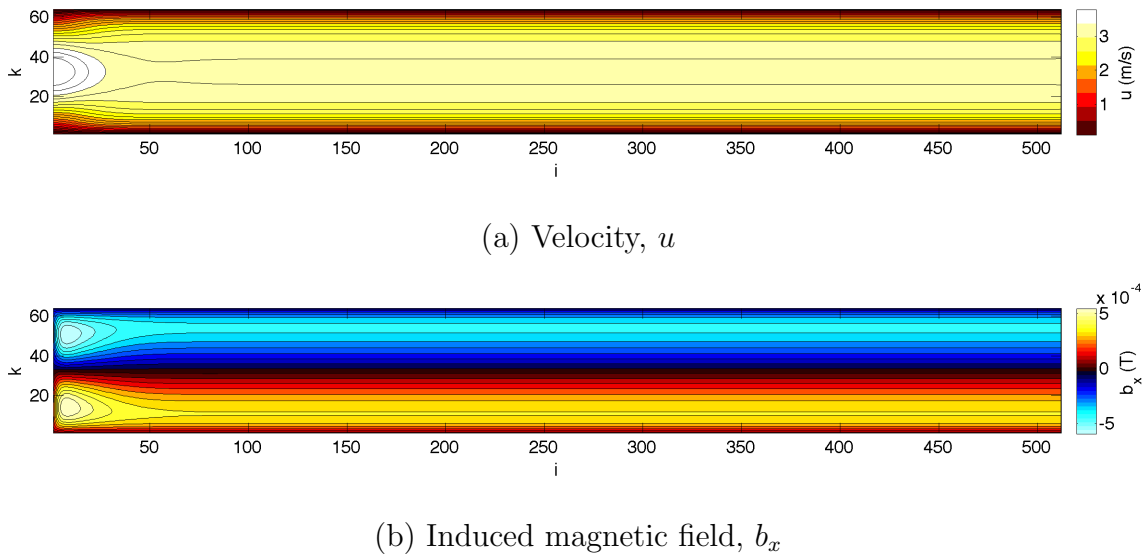 60
40
20
k
50 100 150 200 250 300 350 400 450 500
i
3
2
1
u (m/s)
(a) Velocity, u
60
40
20
k
50 100 150 200 250 300 350 400 450 500
i
x 10⁻⁴
5
0
-5
b_x (T)
(b) Induced magnetic field, b_x